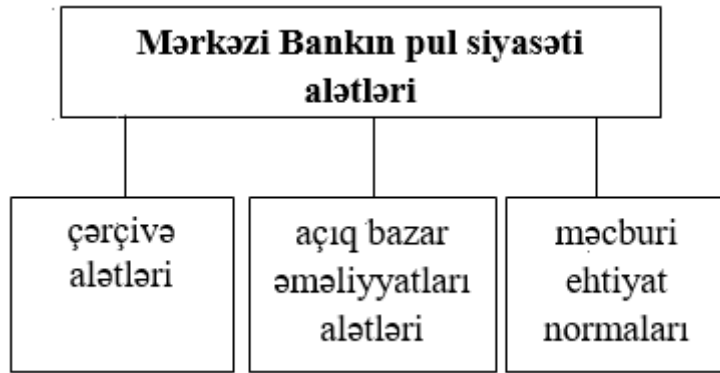 Mərkəzi Bankın pul siyasəti
alətləri
çərçivə
alətləri
açıq bazar
əməliyyatları
alətləri
məcburi
ehtiyat
normaları